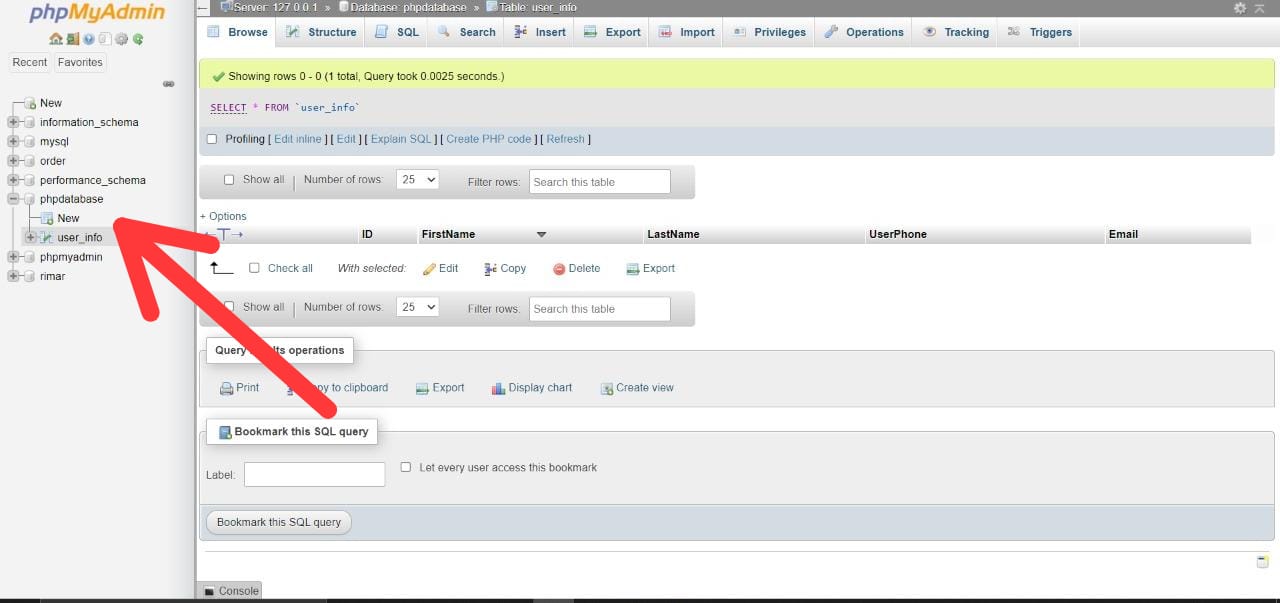 phpMyAdmin
Recent Favorites
New
information_schema
mysql
order
performance_schema
phpdatabase
New
user_info
phpmyadmin
rimar
Server: 127.0.0.1 » Database: phpdatabase » Table: user_info
Browse Structure SQL Search Insert Export Import Privileges Operations Tracking Triggers
Showing rows 0 - 0 (1 total, Query took 0.0025 seconds.)
SELECT * FROM `user_info`
Profiling [ Edit inline ] [ Edit ] [ Explain SQL ] [ Create PHP code ] [ Refresh ]
Show all | Number of rows: 25 Filter rows: Search this table
+ Options
←T→ ID FirstName LastName UserPhone Email
Check all With selected: Edit Copy Delete Export
Show all | Number of rows: 25 Filter rows: Search this table
Query operations
Print to clipboard Export Display chart Create view
Bookmark this SQL query
Label: Let every user access this bookmark
Bookmark this SQL query
Console